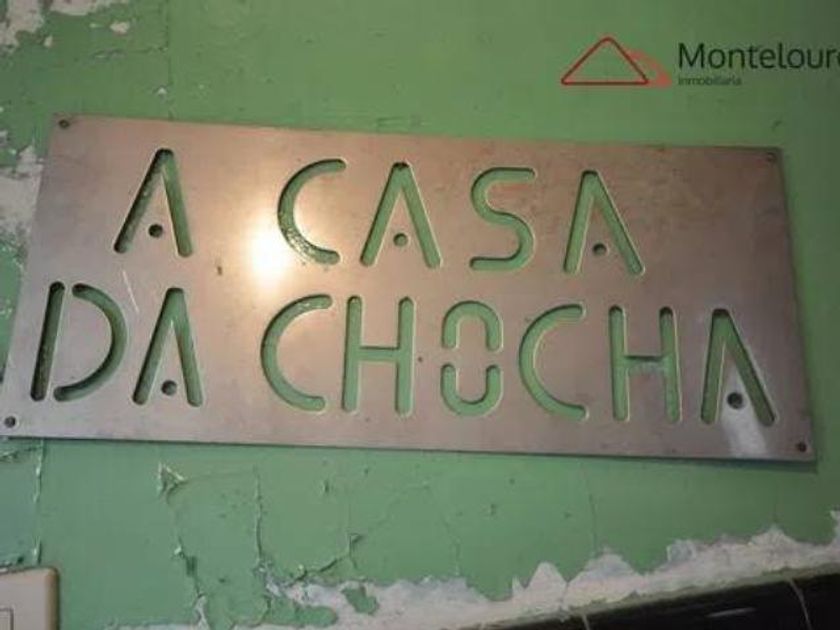 Montelouro
inmobiliaria
A CASA
DA CHOCHA